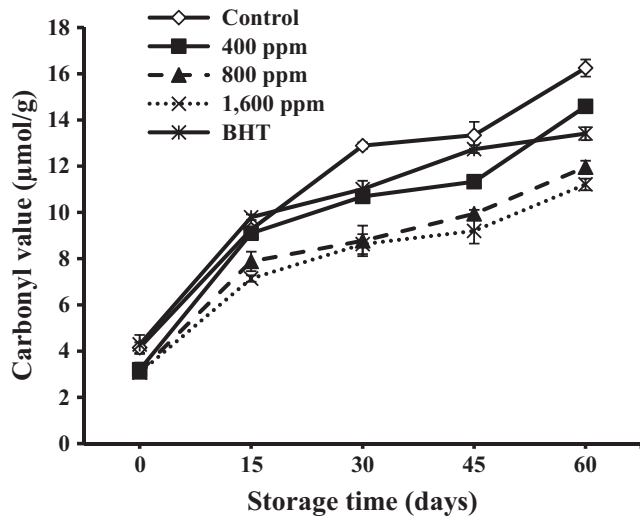 Control
400 ppm
800 ppm
1,600 ppm
BHT
Carbonyl value (μmol/g)
18
16
14
12
10
8
6
4
2
0
0 15 30 45 60
Storage time (days)